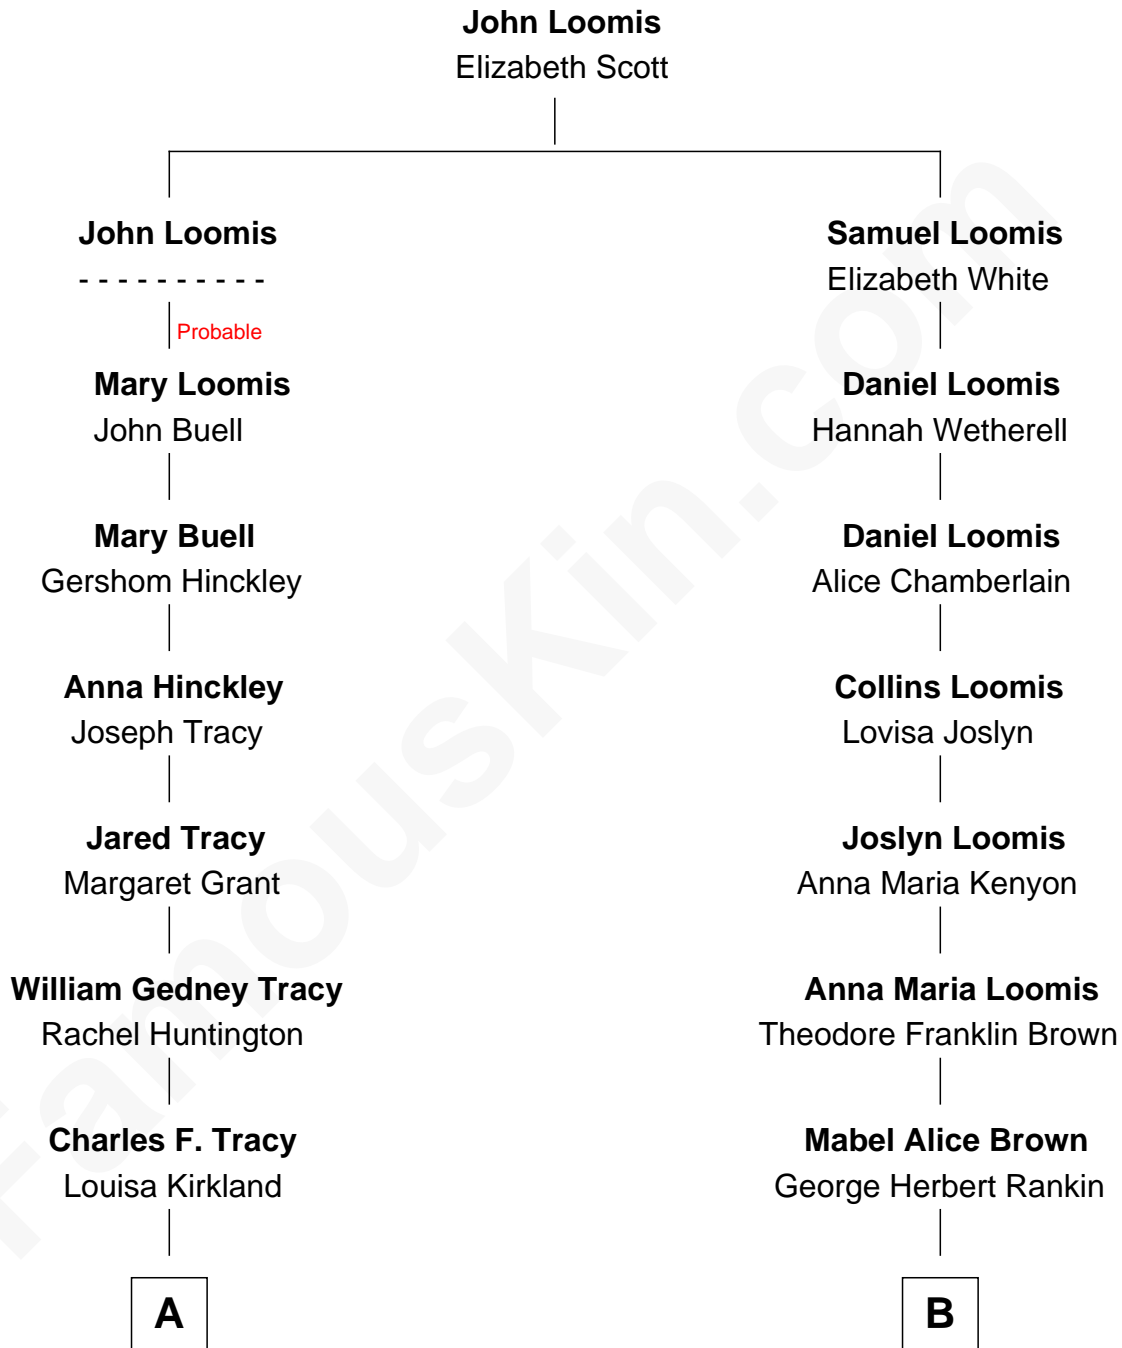 John Loomis
Elizabeth Scott
John Loomis
- - - - - - - - - -
Probable
Mary Loomis
John Buell
Mary Buell
Gershom Hinckley
Anna Hinckley
Joseph Tracy
Jared Tracy
Margaret Grant
William Gedney Tracy
Rachel Huntington
Charles F. Tracy
Louisa Kirkland
A
Samuel Loomis
Elizabeth White
Daniel Loomis
Hannah Wetherell
Daniel Loomis
Alice Chamberlain
Collins Loomis
Lovisa Joslyn
Joslyn Loomis
Anna Maria Kenyon
Anna Maria Loomis
Theodore Franklin Brown
Mabel Alice Brown
George Herbert Rankin
B
FamousKin.com